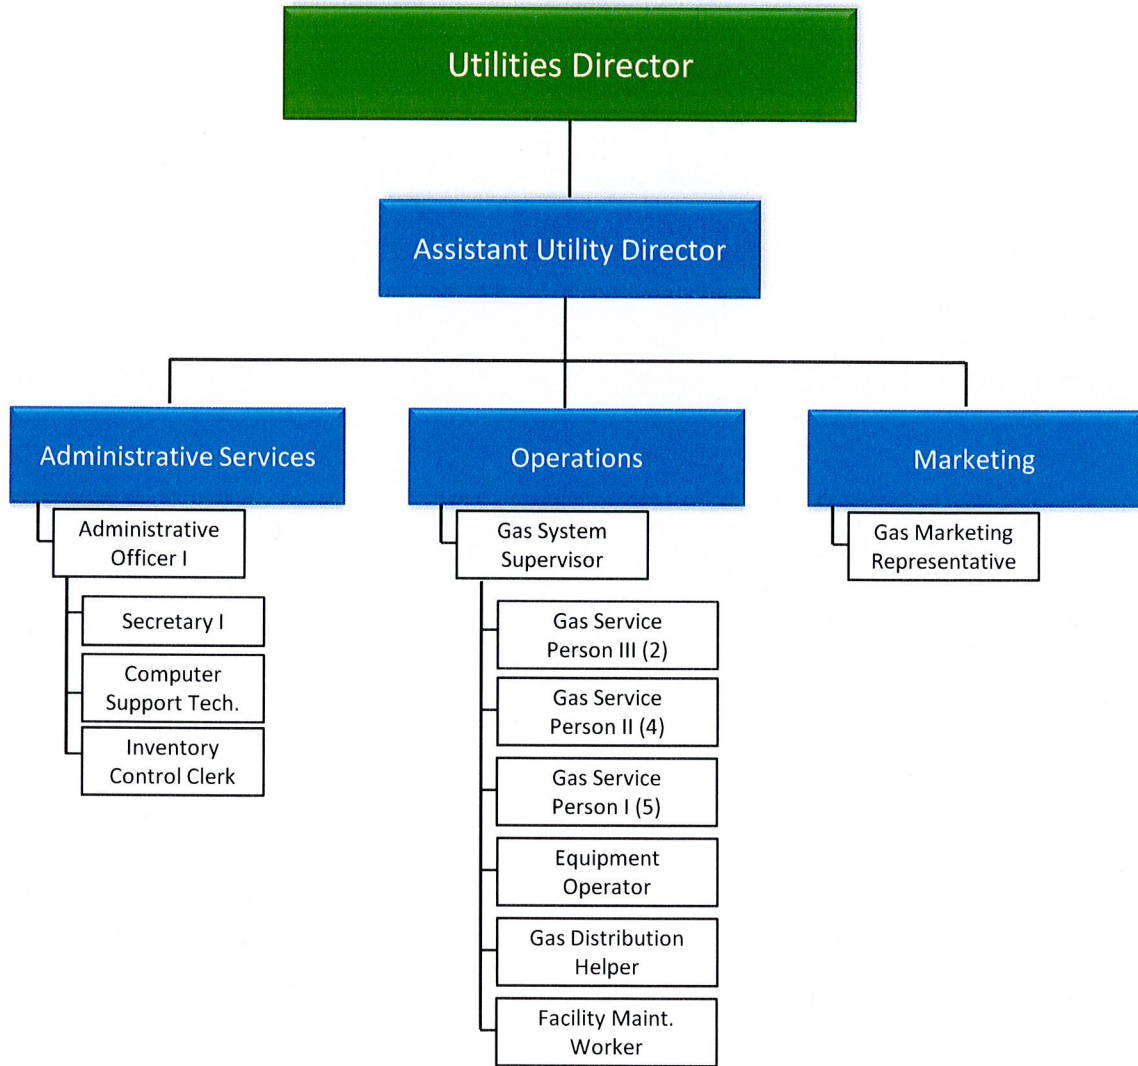 Utilities Director
Assistant Utility Director
Administrative Services
Administrative
Officer I
Secretary I
Computer
Support Tech.
Inventory
Control Clerk
Operations
Gas System
Supervisor
Gas Service
Person III (2)
Gas Service
Person II (4)
Gas Service
Person I (5)
Equipment
Operator
Gas Distribution
Helper
Facility Maint.
Worker
Marketing
Gas Marketing
Representative